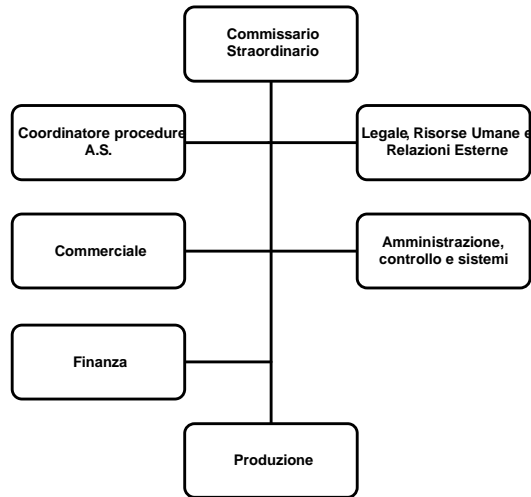 Commissario
Straordinario
Coordinatore procedure
A.S.
Legale, Risorse Umane e
Relazioni Esterne
Commerciale
Amministrazione,
controllo e sistemi
Finanza
Produzione